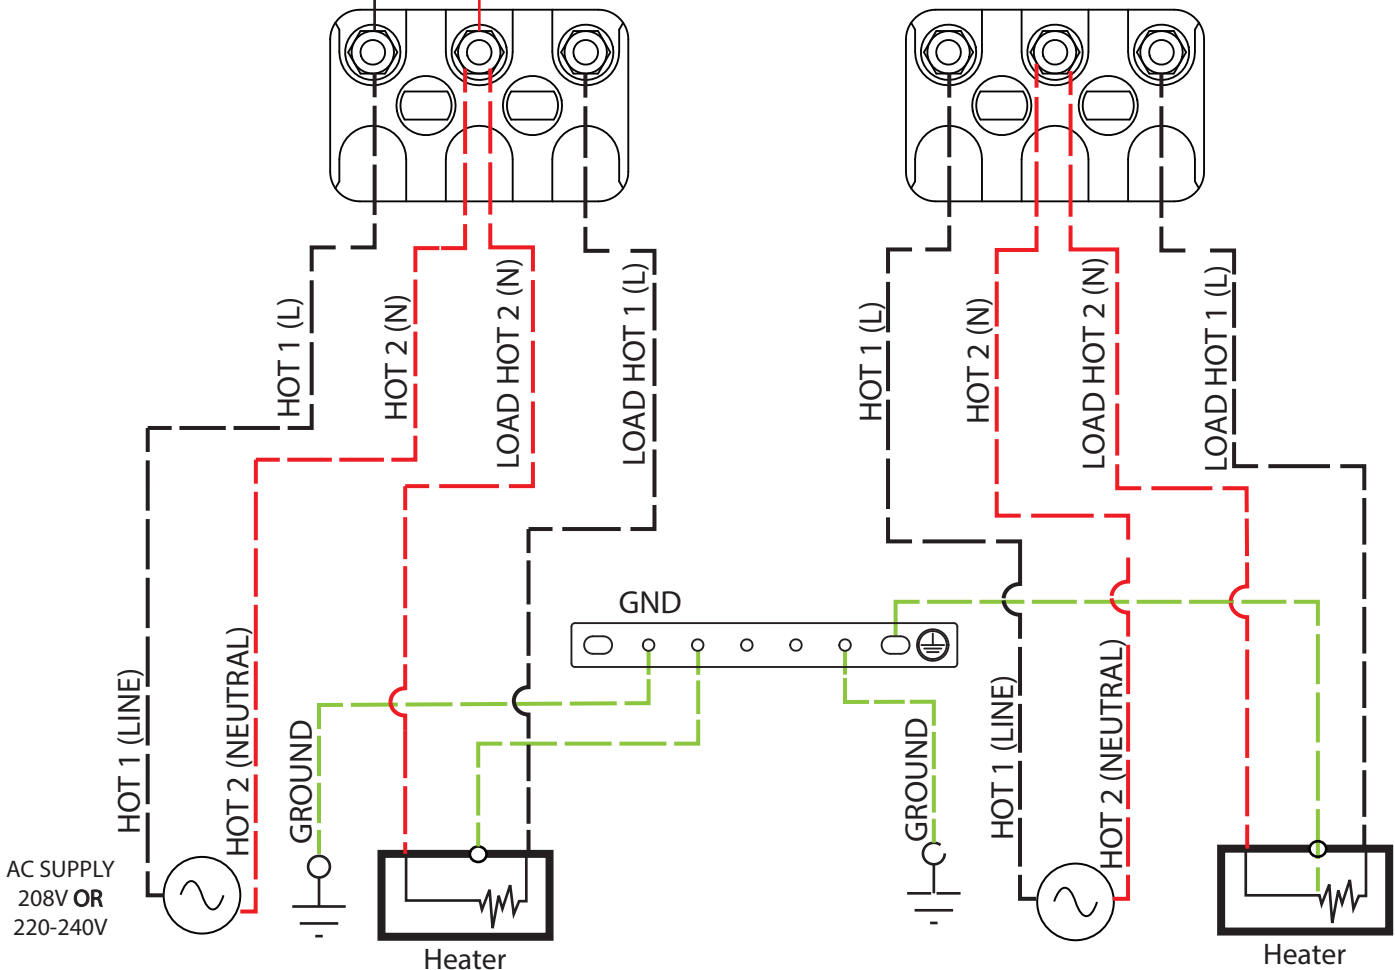 HOT 1 (L)
HOT 2 (N)
LOAD HOT 2 (N)
LOAD HOT 1 (L)
HOT 1 (L)
HOT 2 (N)
LOAD HOT 2 (N)
LOAD HOT 1 (L)
GND
HOT 1 (LINE)
HOT 2 (NEUTRAL)
GROUND
GROUND
HOT 1 (LINE)
HOT 2 (NEUTRAL)
AC SUPPLY
208V OR
220-240V
Heater
Heater